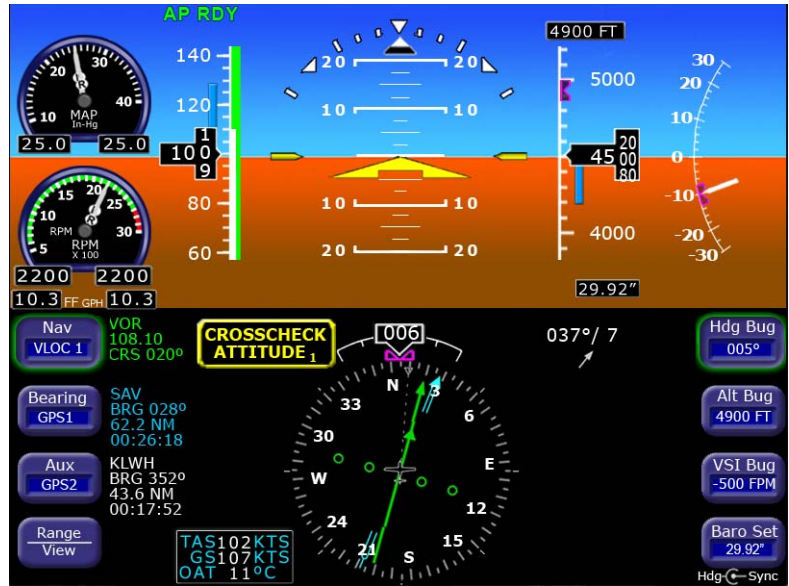 AP RDY
20
30
10
40
R
MAP
In-Hg
25.0
25.0
15
20
25
10
30
5
R
RPM
RPM
X 100
2200
2200
10.3 FF GPH 10.3
140
120
1
100
9
80
60
20 20
10 10
10 10
20 20
4900 FT
5000
20
4500
80
4000
29.92”
30
20
10
0
-10
-20
-30
Nav
VLOC 1
VOR
108.10
CRS 020º
Bearing
GPS1
SAV
BRG 028º
62.2 NM
00:26:18
Aux
GPS2
KLWH
BRG 352º
43.6 NM
00:17:52
Range
View
TAS102KTS
GS107KTS
OAT 11ºC
CROSSCHECK
ATTITUDE 1
006
N
3
6
E
12
15
S
21
24
W
30
33
037º/ 7
Hdg Bug
005°
Alt Bug
4900 FT
VSI Bug
-500 FPM
Baro Set
29.92”
Hdg Sync